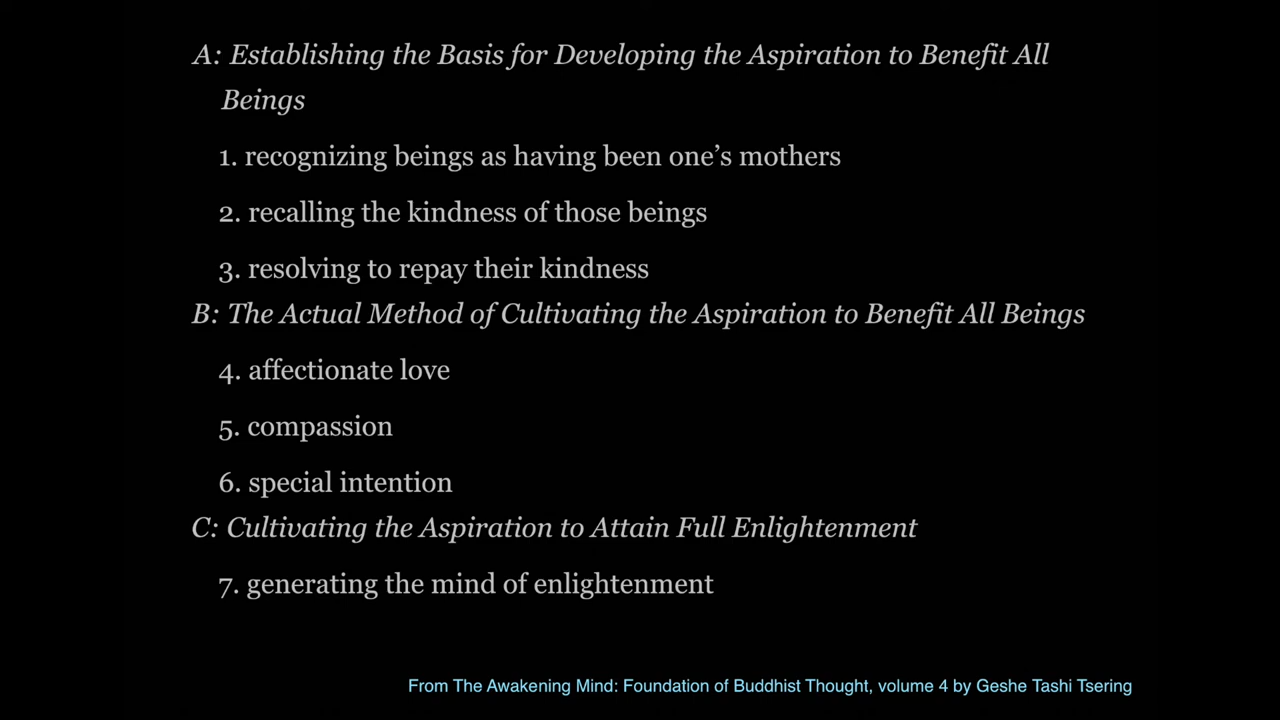 A: Establishing the Basis for Developing the Aspiration to Benefit All
Beings
1. recognizing beings as having been one’s mothers
2. recalling the kindness of those beings
3. resolving to repay their kindness
B: The Actual Method of Cultivating the Aspiration to Benefit All Beings
4. affectionate love
5. compassion
6. special intention
C: Cultivating the Aspiration to Attain Full Enlightenment
7. generating the mind of enlightenment
From The Awakening Mind: Foundation of Buddhist Thought, volume 4 by Geshe Tashi Tsering